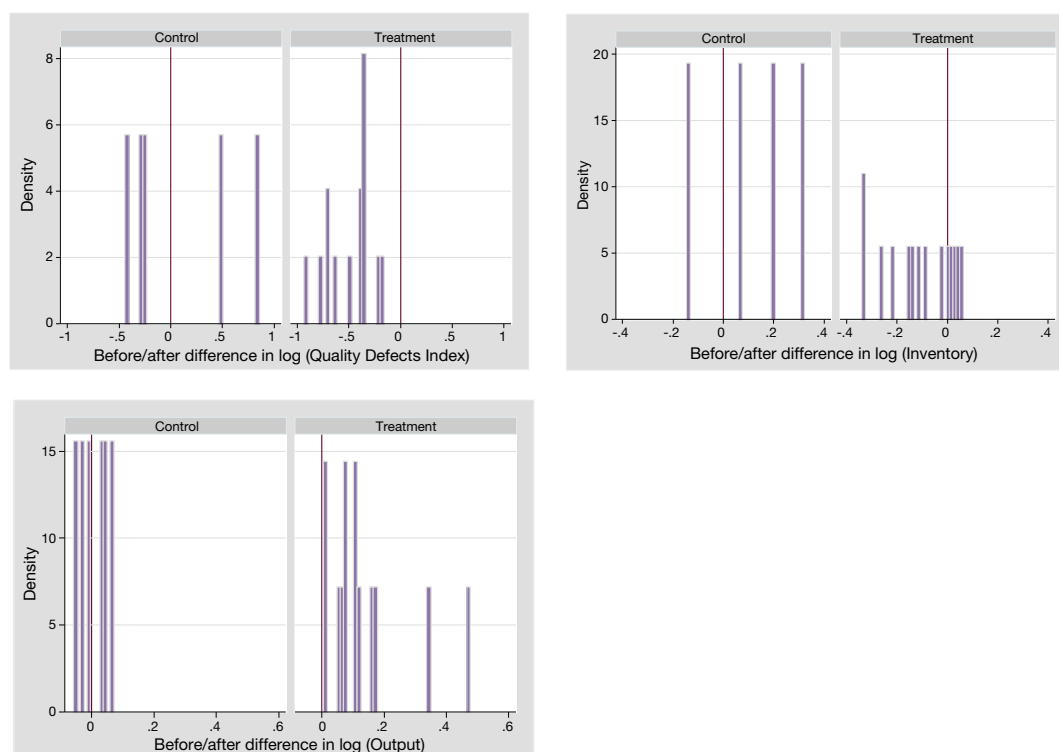 Control Treatment
Density
8
6
4
2
0
-1 -.5 0 .5 1 -1 -.5 0 .5 1
Before/after difference in log (Quality Defects Index)
Control Treatment
Density
20
15
10
5
0
-.4 -.2 0 .2 .4 -.4 -.2 0 .2 .4
Before/after difference in log (Inventory)
Control Treatment
Density
15
10
5
0
0 .2 .4 .6 0 .2 .4 .6
Before/after difference in log (Output)